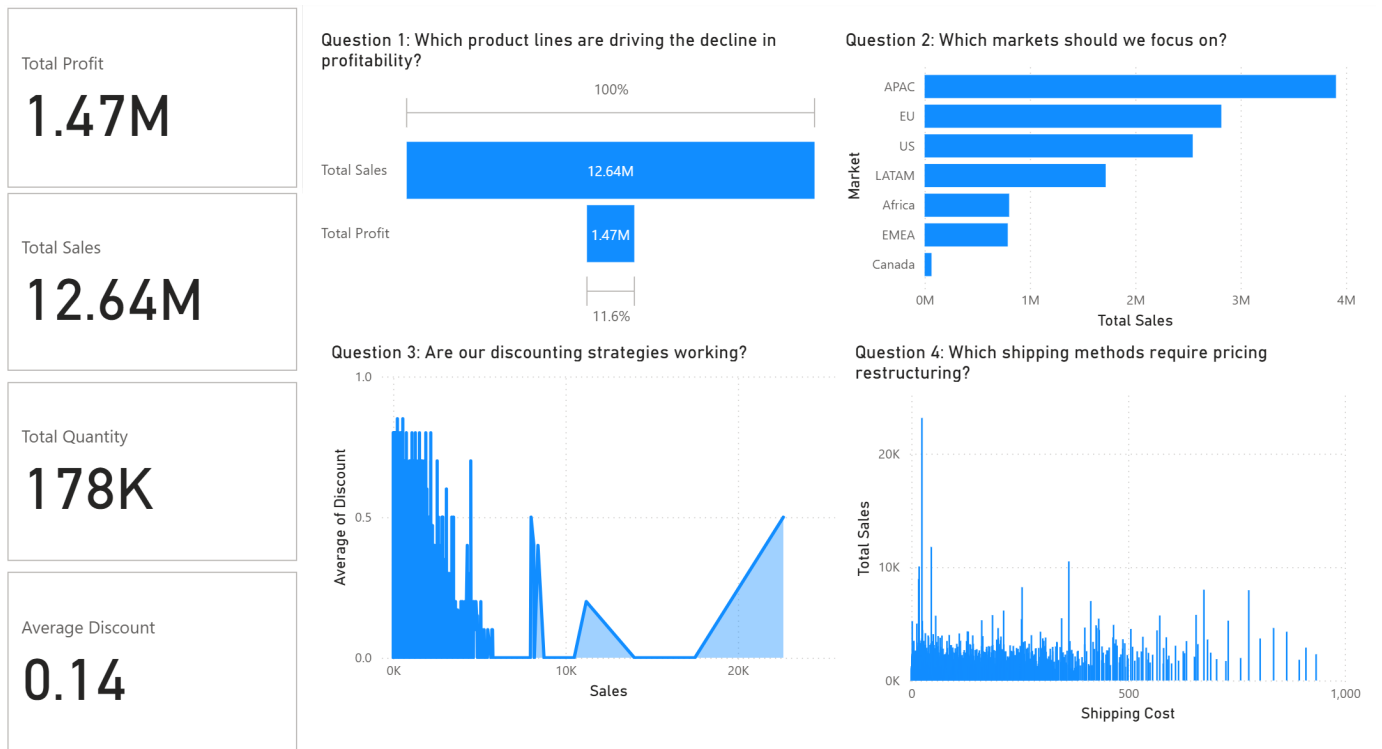 Total Profit
1.47M
Total Sales
12.64M
Total Quantity
178K
Average Discount
0.14
Question 1: Which product lines are driving the decline in
profitability?
100%
Total Sales
12.64M
Total Profit
1.47M
11.6%
Question 2: Which markets should we focus on?
Market
APAC
EU
US
LATAM
Africa
EMEA
Canada
0M 1M 2M 3M 4M
Total Sales
Question 3: Are our discounting strategies working?
Average of Discount
1.0
0.5
0.0
0K 10K 20K
Sales
Question 4: Which shipping methods require pricing
restructuring?
Total Sales
20K
10K
0K
0 500 1,000
Shipping Cost